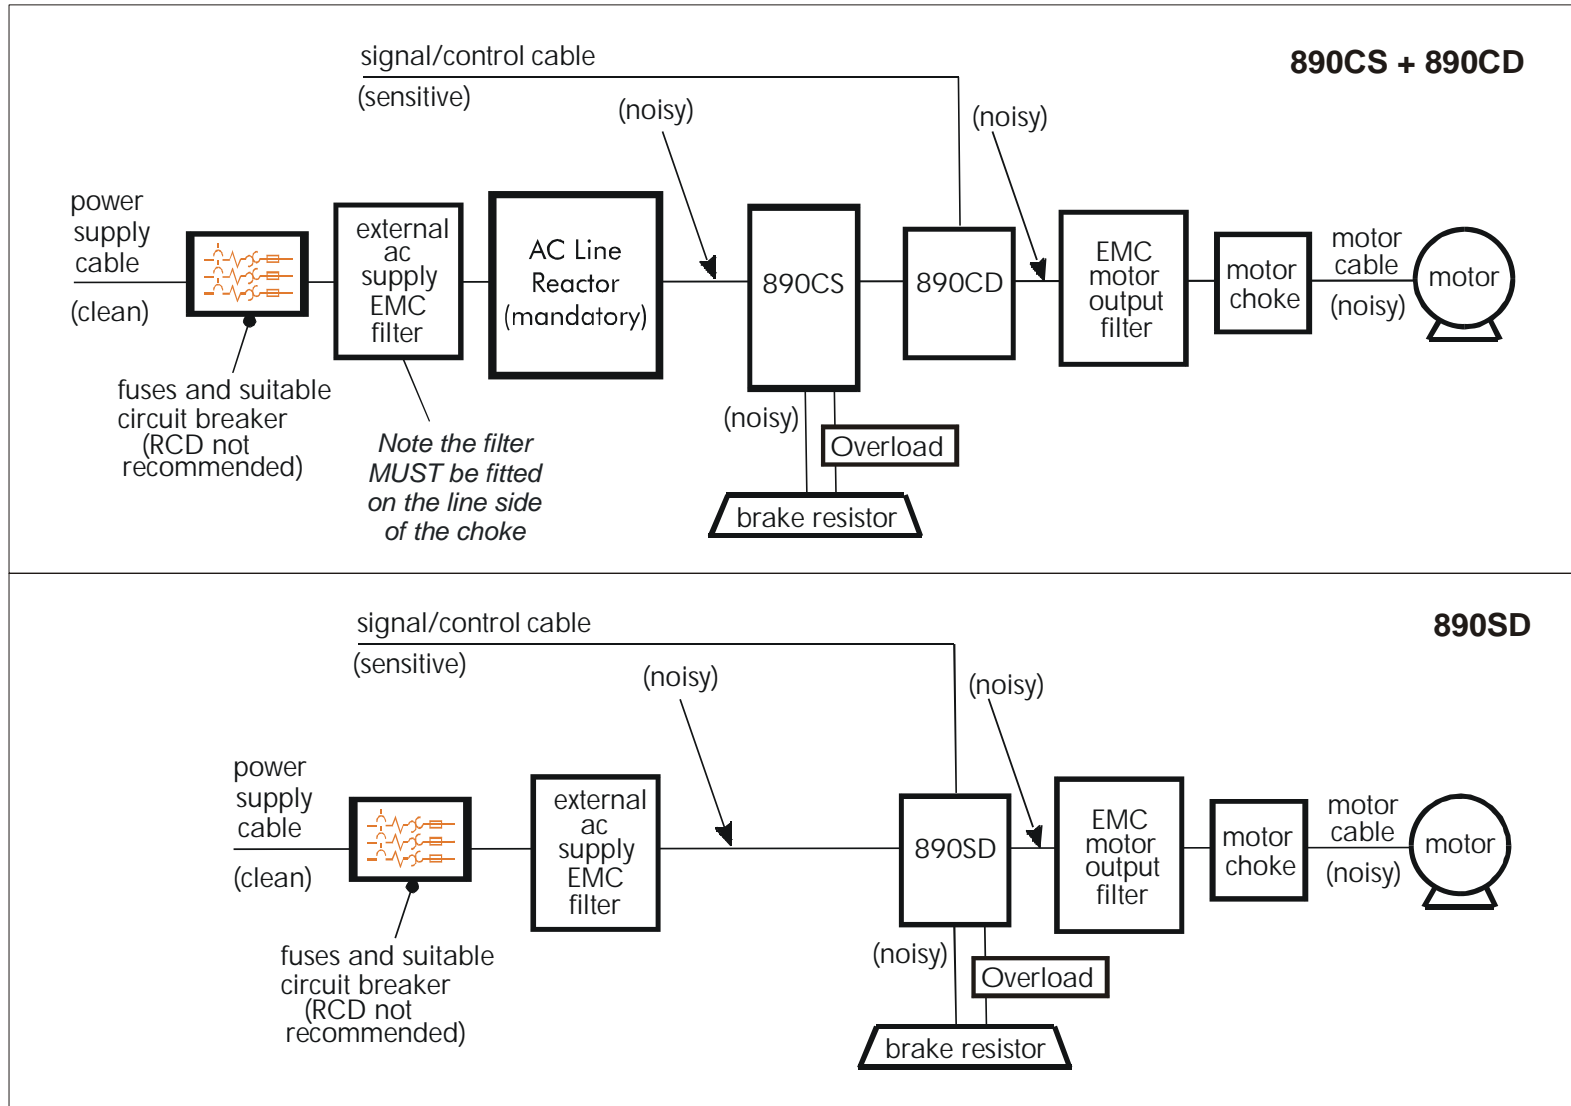 signal/control cable
(sensitive)
890CS + 890CD
(noisy)
(noisy)
power
supply
cable
(clean)
external
ac
supply
EMC
filter
AC Line
Reactor
(mandatory)
890CS
890CD
EMC
motor
output
filter
motor
choke
motor
cable
(noisy)
motor
fuses and suitable
circuit breaker
(RCD not
recommended)
Note the filter
MUST be fitted
on the line side
of the choke
(noisy)
Overload
brake resistor
signal/control cable
(sensitive)
890SD
(noisy)
(noisy)
power
supply
cable
(clean)
external
ac
supply
EMC
filter
890SD
EMC
motor
output
filter
motor
choke
motor
cable
(noisy)
motor
fuses and suitable
circuit breaker
(RCD not
recommended)
(noisy)
Overload
brake resistor